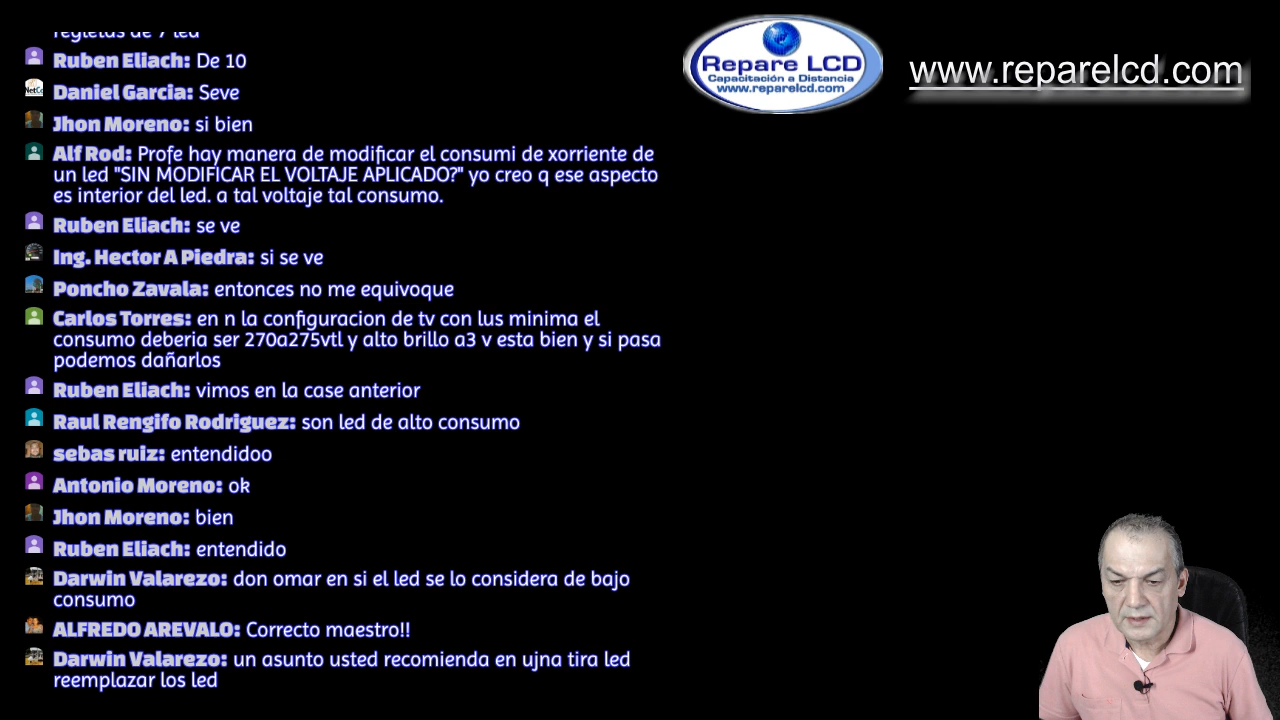 regletas de 7 led
Ruben Eliach: De 10
Daniel Garcia: Seve
Jhon Moreno: si bien
Alf Rod: Profe hay manera de modificar el consumi de xorriente de
un led "SIN MODIFICAR EL VOLTAJE APLICADO?" yo creo q ese aspecto
es interior del led. a tal voltaje tal consumo.
Ruben Eliach: se ve
Ing. Hector A Piedra: si se ve
Poncho Zavala: entonces no me equivoque
Carlos Torres: en n la configuracion de tv con lus minima el
consumo deberia ser 270a275vtl y alto brillo a3 v esta bien y si pasa
podemos dañarlos
Ruben Eliach: vimos en la case anterior
Raul Rengifo Rodriguez: son led de alto consumo
sebas ruiz: entendidoo
Antonio Moreno: ok
Jhon Moreno: bien
Ruben Eliach: entendido
Darwin Valarezo: don omar en si el led se lo considera de bajo
consumo
ALFREDO AREVALO: Correcto maestro!!
Darwin Valarezo: un asunto usted recomienda en ujna tira led
reemplazar los led
Repare LCD
Capacitación a Distancia
www.reparelcd.com
www.reparelcd.com